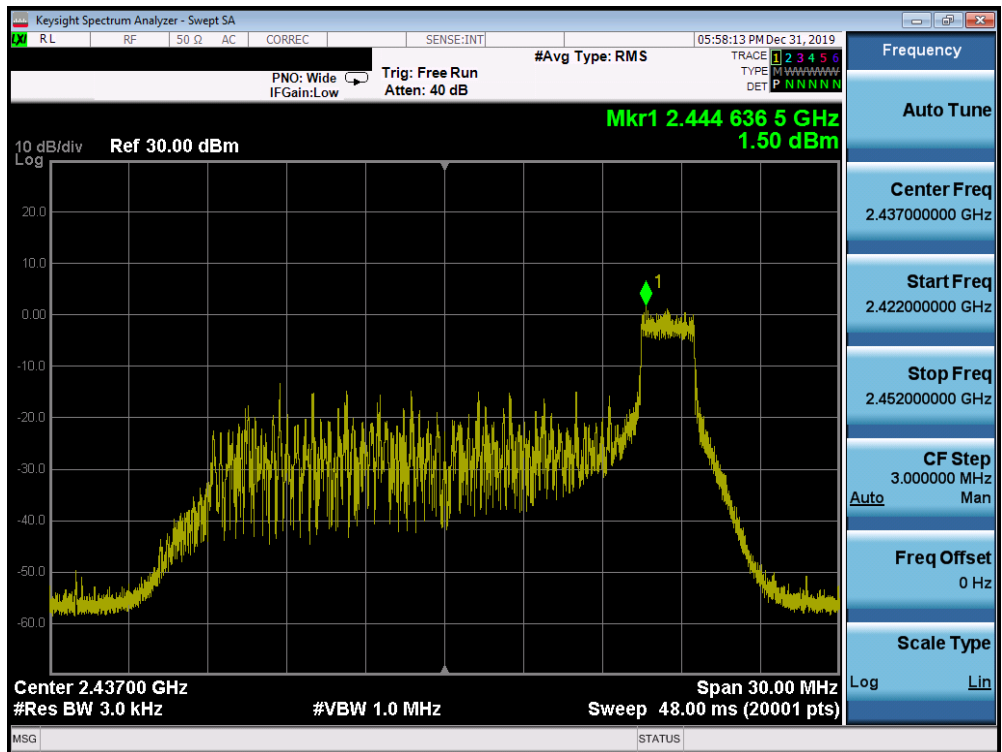 Keysight Spectrum Analyzer - Swept SA
LXI RL RF 50 Ω AC CORREC SENSE:INT 05:58:13 PM Dec 31, 2019
PNO: Wide
IFGain:Low
Trig: Free Run
Atten: 40 dB
#Avg Type: RMS
TRACE 1 2 3 4 5 6
TYPE M WWWWW
DET P N N N N N
Mkr1 2.444 636 5 GHz
1.50 dBm
10 dB/div Ref 30.00 dBm
Log
20.0
10.0
0.00
-10.0
-20.0
-30.0
-40.0
-50.0
-60.0
1
Center 2.43700 GHz Span 30.00 MHz
#Res BW 3.0 kHz #VBW 1.0 MHz Sweep 48.00 ms (20001 pts)
MSG STATUS
Frequency
Auto Tune
Center Freq
2.437000000 GHz
Start Freq
2.422000000 GHz
Stop Freq
2.452000000 GHz
CF Step
3.000000 MHz
Auto Man
Freq Offset
0 Hz
Scale Type
Log Lin